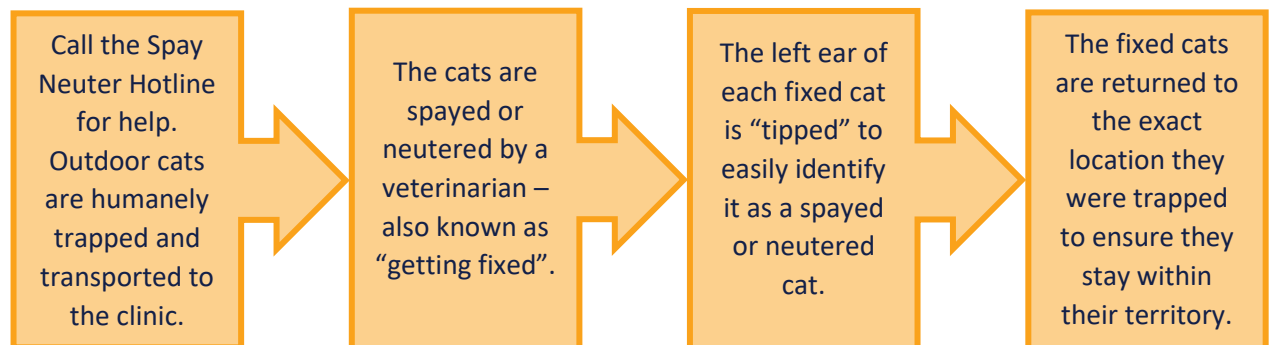 Call the Spay
Neuter Hotline
for help.
Outdoor cats
are humanely
trapped and
transported to
the clinic.
The cats are
spayed or
neutered by a
veterinarian –
also known as
“getting fixed”.
The left ear of
each fixed cat
is “tipped” to
easily identify
it as a spayed
or neutered
cat.
The fixed cats
are returned to
the exact
location they
were trapped
to ensure they
stay within
their territory.